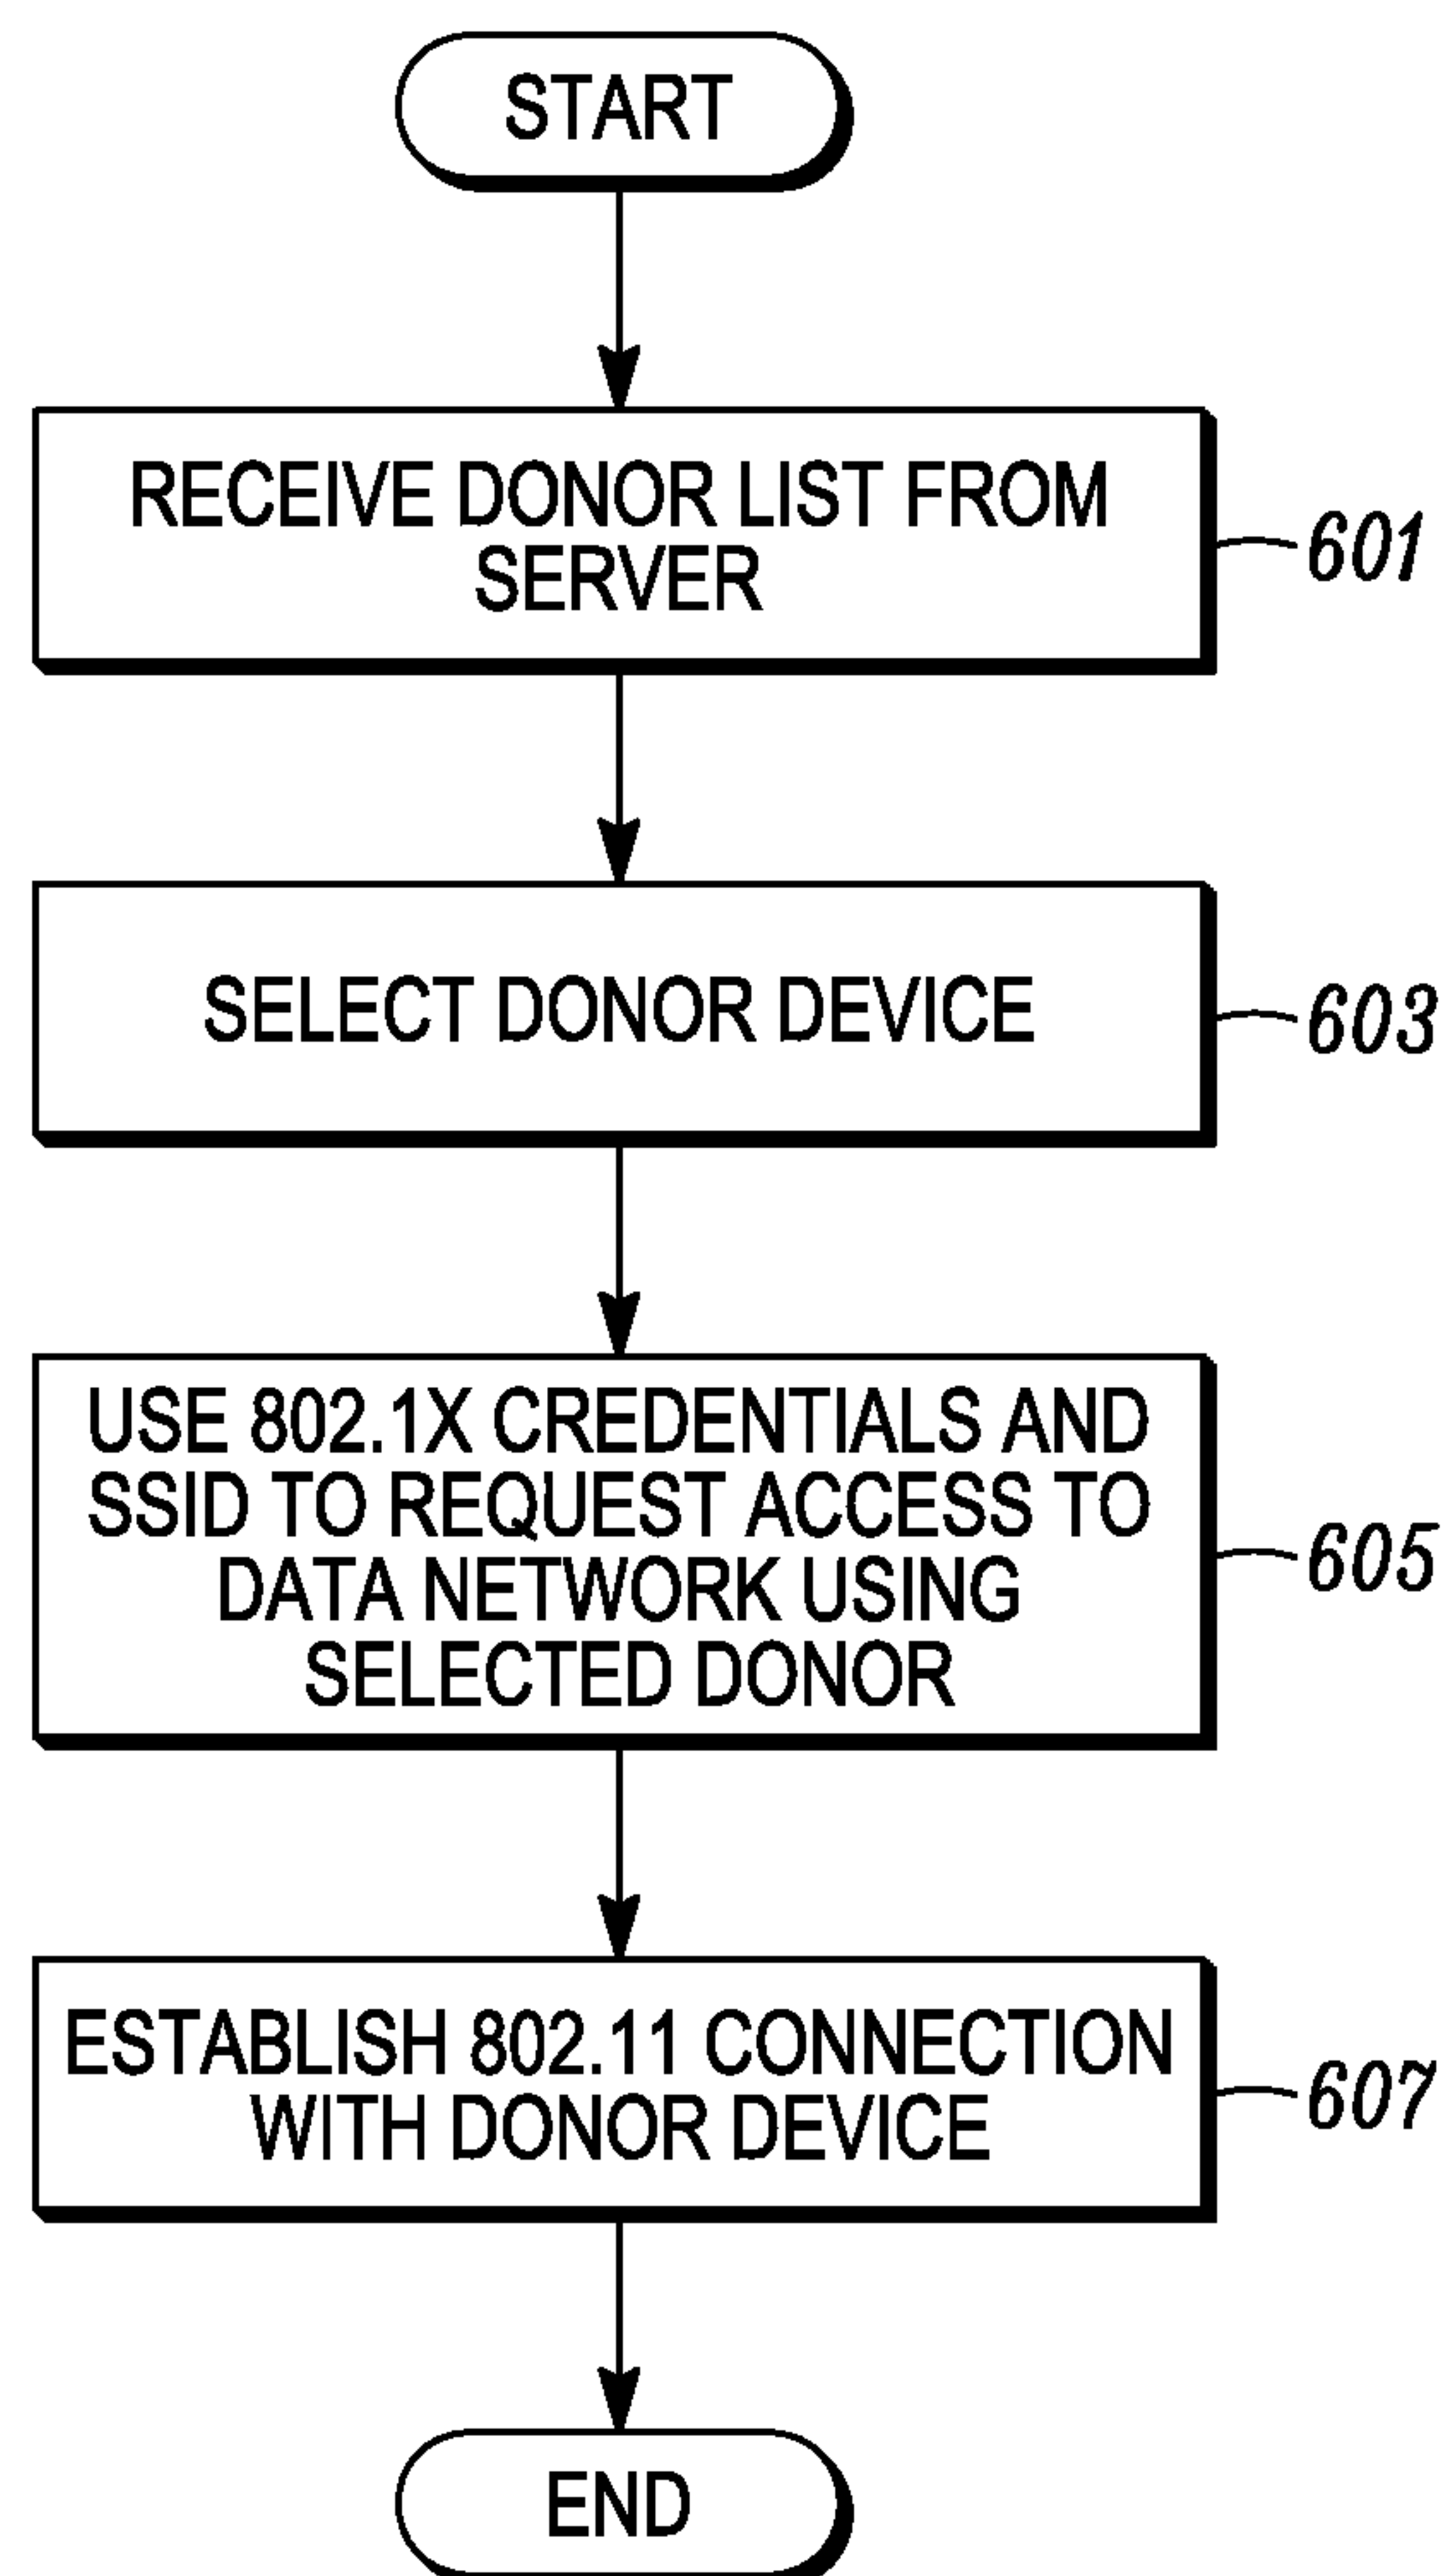 START
RECEIVE DONOR LIST FROM
SERVER
601
SELECT DONOR DEVICE
603
USE 802.1X CREDENTIALS AND
SSID TO REQUEST ACCESS TO
DATA NETWORK USING
SELECTED DONOR
605
ESTABLISH 802.11 CONNECTION
WITH DONOR DEVICE
607
END